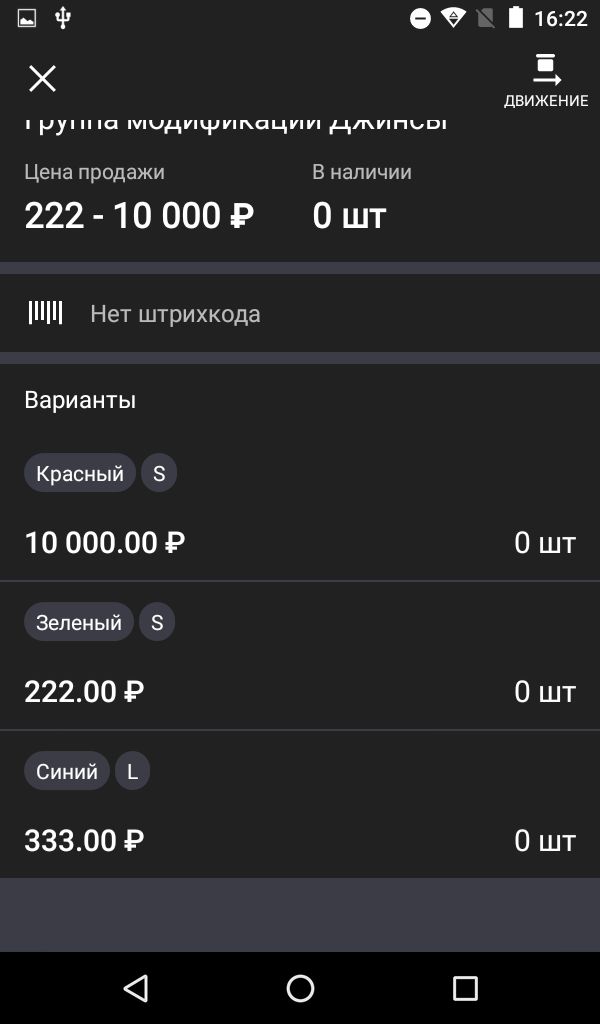 16:22
ДВИЖЕНИЕ
Группа модификации Джинсы
Цена продажи
В наличии
222 - 10 000 ₽
0 шт
Нет штрихкода
Варианты
Красный S
10 000.00 ₽
0 шт
Зеленый S
222.00 ₽
0 шт
Синий L
333.00 ₽
0 шт